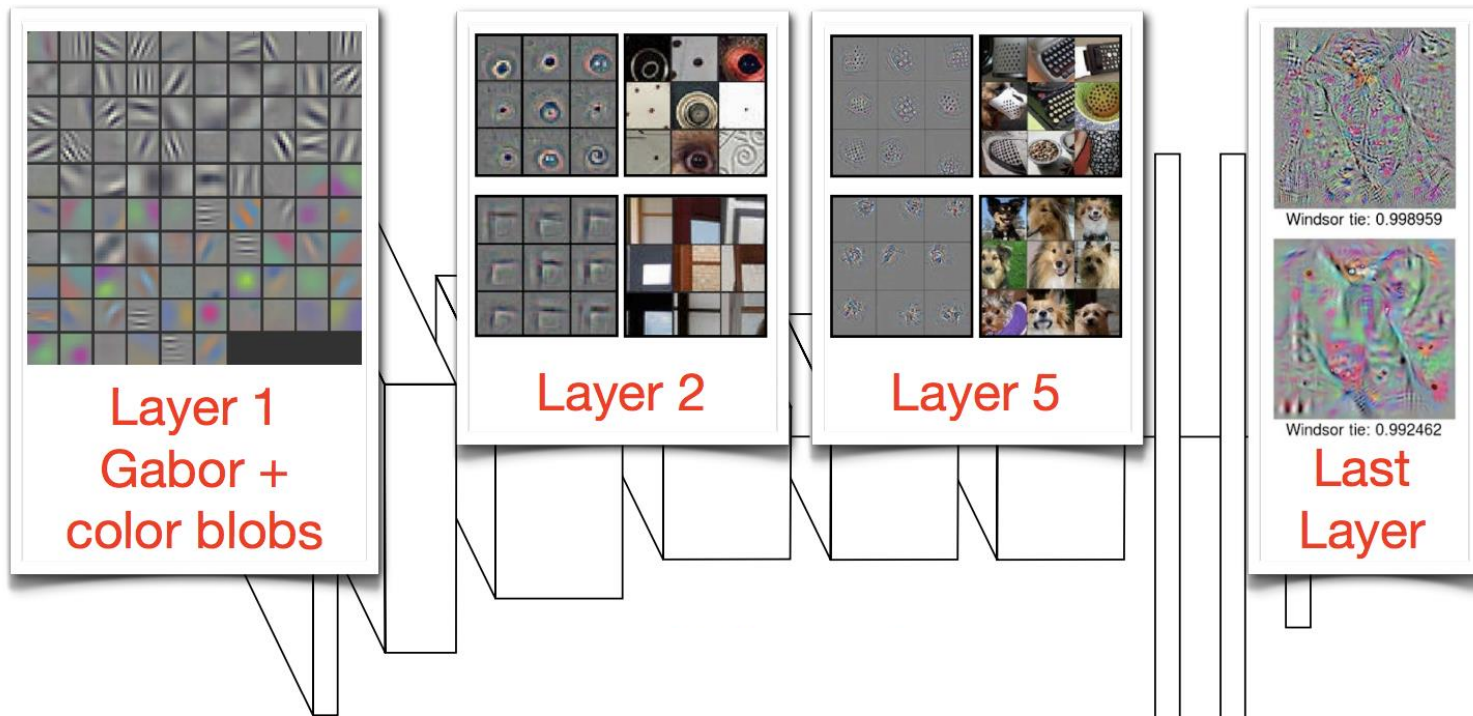 Layer 1
Gabor +
color blobs
Layer 2
Layer 5
Windsor tie: 0.998959
Windsor tie: 0.992462
Last
Layer